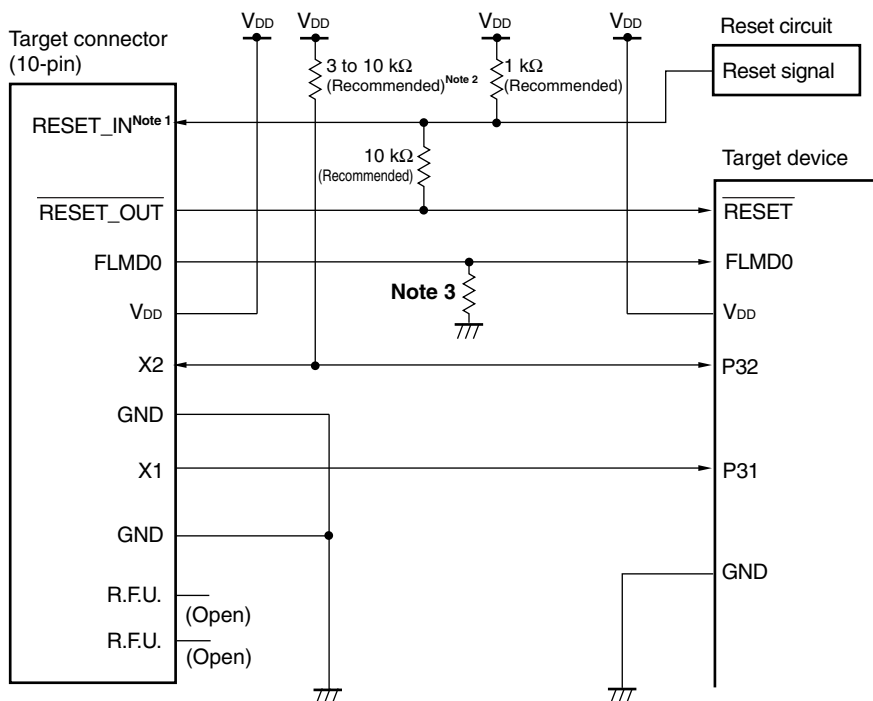 VDD
VDD
VDD
VDD
Reset circuit
Target connector
(10-pin)
3 to 10 kΩ
(Recommended) Note 2
1 kΩ
(Recommended)
Reset signal
RESET_IN Note 1
10 kΩ
(Recommended)
Target device
RESET_OUT
RESET
FLMD0
FLMD0
Note 3
VDD
VDD
X2
P32
GND
X1
P31
GND
GND
R.F.U.
(Open)
R.F.U.
(Open)